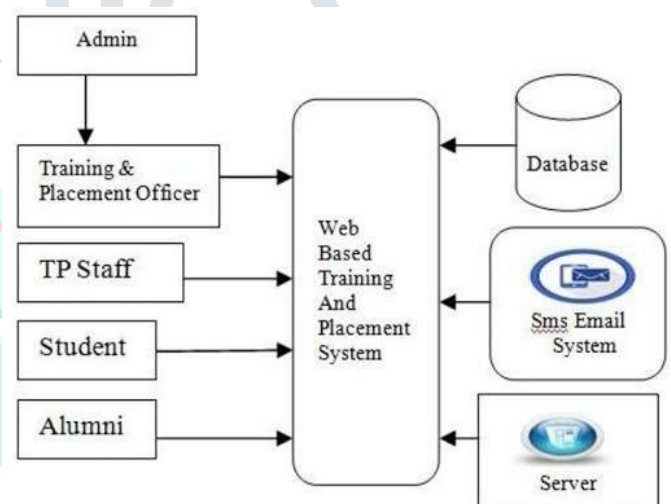 Admin
Training &
Placement Officer
TP Staff
Student
Alumni
Web
Based
Training
And
Placement
System
Database
Sms Email
System
Server